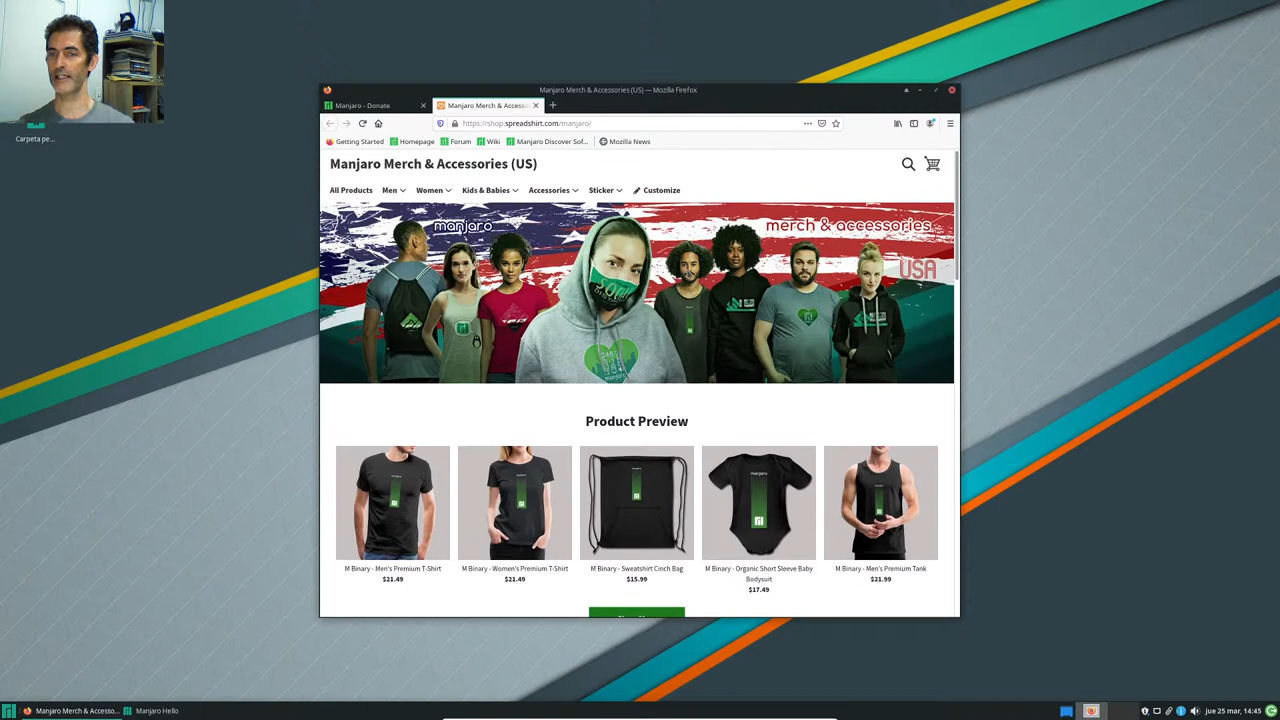 Carpeta pe...
Manjaro Merch & Accessories (US) — Mozilla Firefox
Manjaro - Donate
Manjaro Merch & Accesso
https://shop.spreadshirt.com/manjaro/
Getting Started
Homepage
Forum
Wiki
Manjaro Discover Sof...
Mozilla News
Manjaro Merch & Accessories (US)
All Products
Men
Women
Kids & Babies
Accessories
Sticker
Customize
manjaro
merch & accessories
USA
manjaro
Product Preview
manjaro
M Binary - Men's Premium T-Shirt
$21.49
M Binary - Women's Premium T-Shirt
$21.49
M Binary - Sweatshirt Cinch Bag
$15.99
M Binary - Organic Short Sleeve Baby
Bodysuit
$17.49
M Binary - Men's Premium Tank
$21.99
Manjaro Merch & Accesso...
Manjaro Hello
jue 25 mar, 14:45